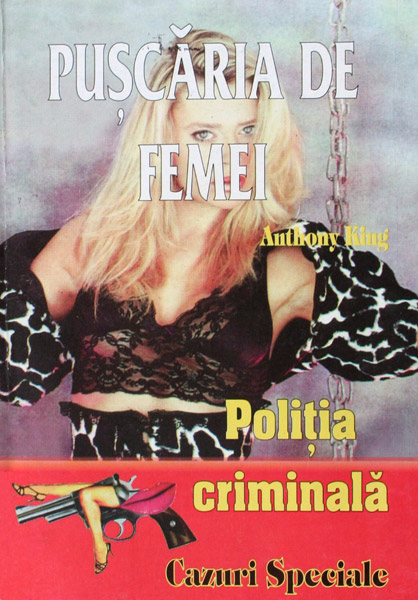 PUȘCĂRIA DE
FEMEI
Anthony King
Poliția
criminală
Cazuri Speciale